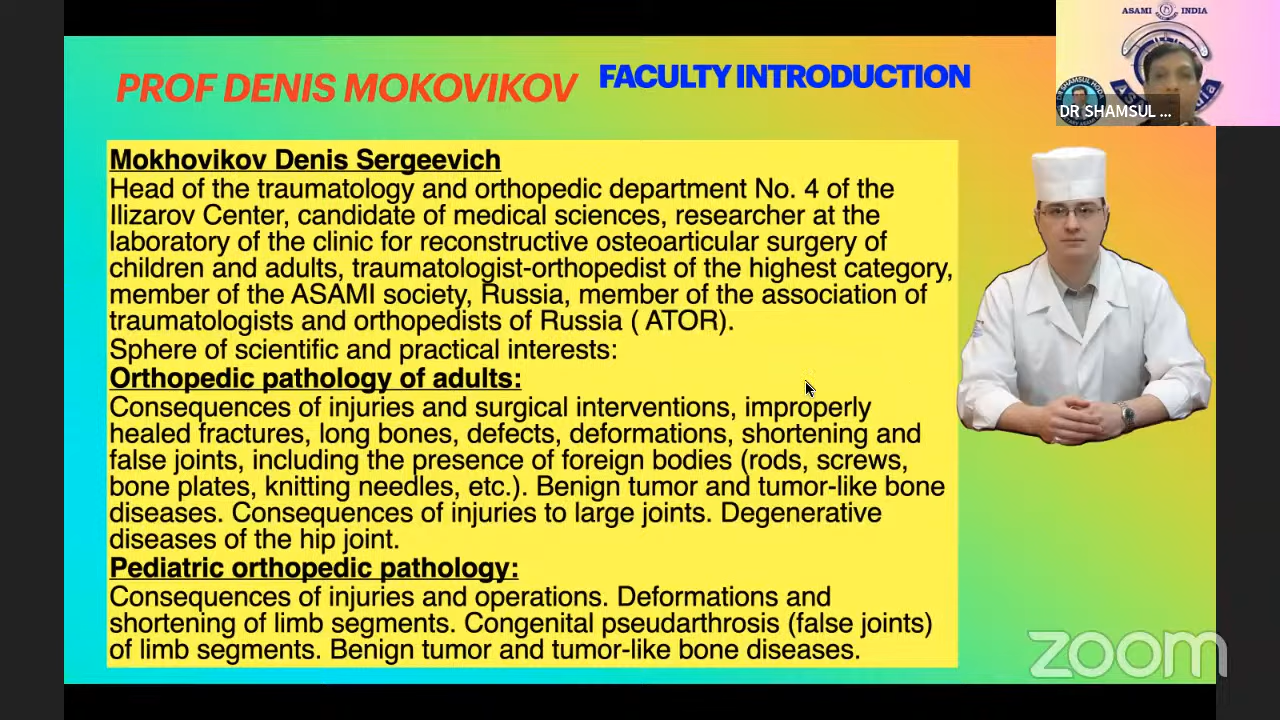 ASAMI INDIA
DR SHAMSUL ...
PROF DENIS MOKOVIKOV
FACULTY INTRODUCTION
Mokhovikov Denis Sergeevich
Head of the traumatology and orthopedic department No. 4 of the
Ilizarov Center, candidate of medical sciences, researcher at the
laboratory of the clinic for reconstructive osteoarticular surgery of
children and adults, traumatologist-orthopedist of the highest category,
member of the ASAMI society, Russia, member of the association of
traumatologists and orthopedists of Russia ( ATOR).
Sphere of scientific and practical interests:
Orthopedic pathology of adults:
Consequences of injuries and surgical interventions, improperly
healed fractures, long bones, defects, deformations, shortening and
false joints, including the presence of foreign bodies (rods, screws,
bone plates, knitting needles, etc.). Benign tumor and tumor-like bone
diseases. Consequences of injuries to large joints. Degenerative
diseases of the hip joint.
Pediatric orthopedic pathology:
Consequences of injuries and operations. Deformations and
shortening of limb segments. Congenital pseudarthrosis (false joints)
of limb segments. Benign tumor and tumor-like bone diseases.
zoom